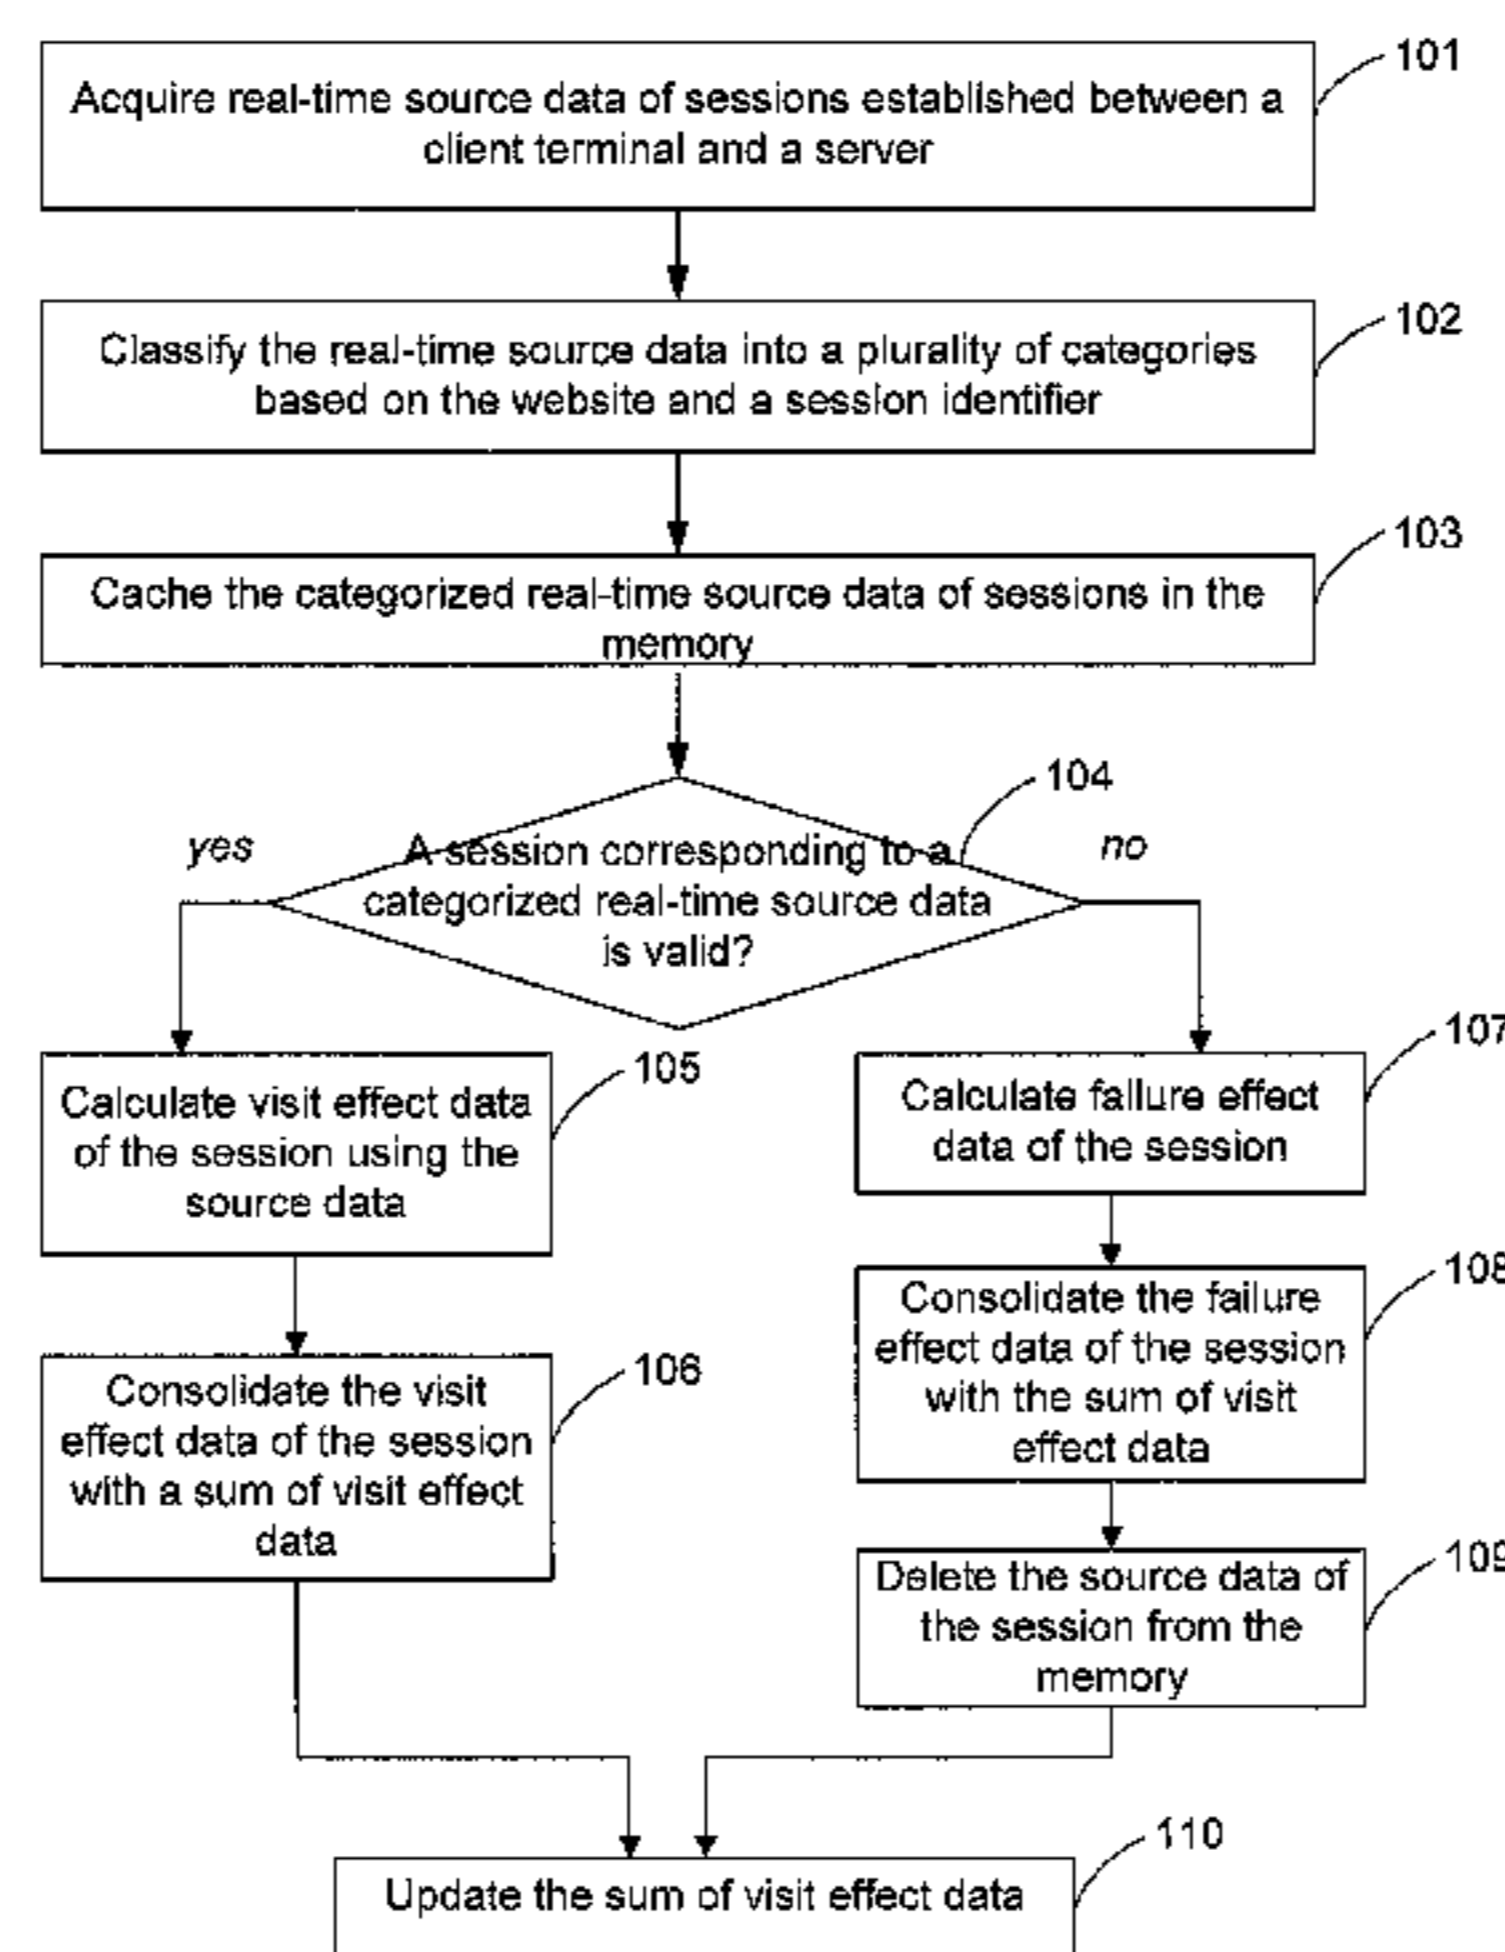 101
Acquire real-time source data of sessions established between a
client terminal and a server
102
Classify the real-time source data into a plurality of categories
based on the website and a session identifier
103
Cache the categorized real-time source data of sessions in the
memory
104
yes
no
A session corresponding to a
categorized real-time source data
is valid?
105
Calculate visit effect data
of the session using the
source data
106
Consolidate the visit
effect data of the session
with a sum of visit effect
data
107
Calculate failure effect
data of the session
108
Consolidate the failure
effect data of the session
with the sum of visit
effect data
109
Delete the source data of
the session from the
memory
110
Update the sum of visit effect data